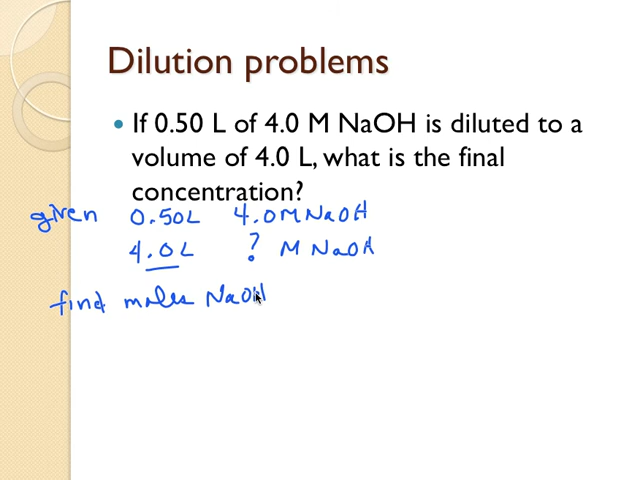 Dilution problems
• If 0.50 L of 4.0 M NaOH is diluted to a
volume of 4.0 L, what is the final
concentration?
given 0.50L 4.0M NaOH
4.0 L ? M NaOH
find moles NaOH